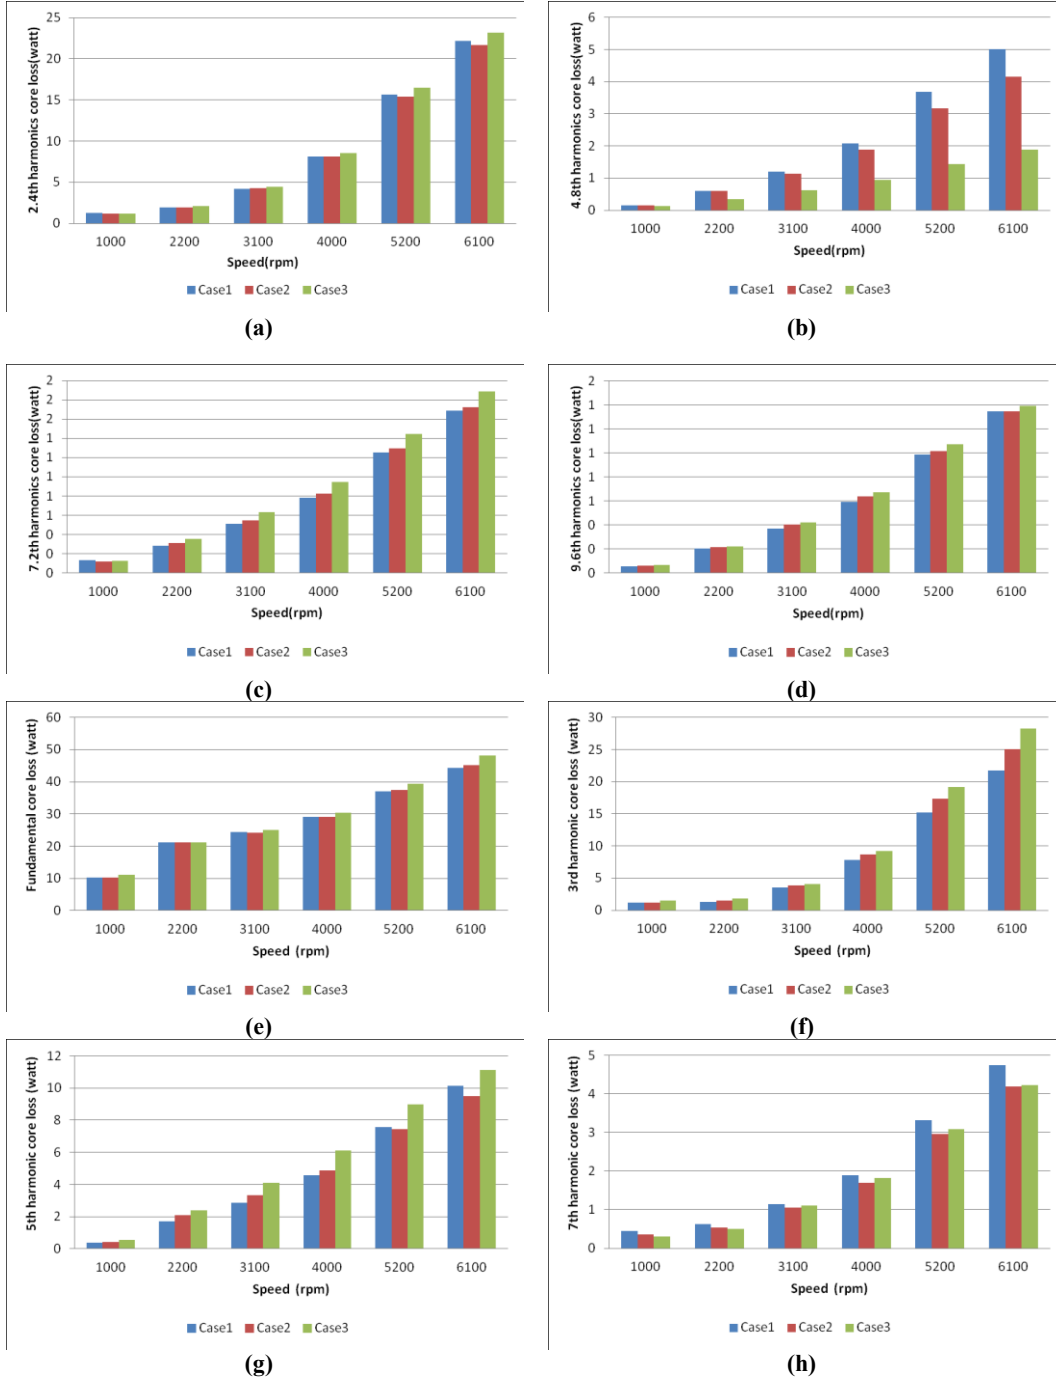 25
20
15
10
5
0
2.4th harmonics core loss(watt)
1000 2200 3100 4000 5200 6100
Speed(rpm)
Case1 Case2 Case3
(a)
6
5
4
3
2
1
0
4.8th harmonics core loss(watt)
1000 2200 3100 4000 5200 6100
Speed(rpm)
Case1 Case2 Case3
(b)
2
2
2
2
1
1
1
1
0
0
0
7.2th harmonics core loss(watt)
1000 2200 3100 4000 5200 6100
Speed(rpm)
Case1 Case2 Case3
(c)
2
1
1
1
1
1
0
0
0
9.6th harmonics core loss(watt)
1000 2200 3100 4000 5200 6100
Speed(rpm)
Case1 Case2 Case3
(d)
60
50
40
30
20
10
0
Fundamental core loss (watt)
1000 2200 3100 4000 5200 6100
Speed (rpm)
Case1 Case2 Case3
(e)
30
25
20
15
10
5
0
3rd harmonic core loss (watt)
1000 2200 3100 4000 5200 6100
Speed (rpm)
Case1 Case2 Case3
(f)
12
10
8
6
4
2
0
5th harmonic core loss (watt)
1000 2200 3100 4000 5200 6100
Speed (rpm)
Case1 Case2 Case3
(g)
5
4
3
2
1
0
7th harmonic core loss (watt)
1000 2200 3100 4000 5200 6100
Speed (rpm)
Case1 Case2 Case3
(h)